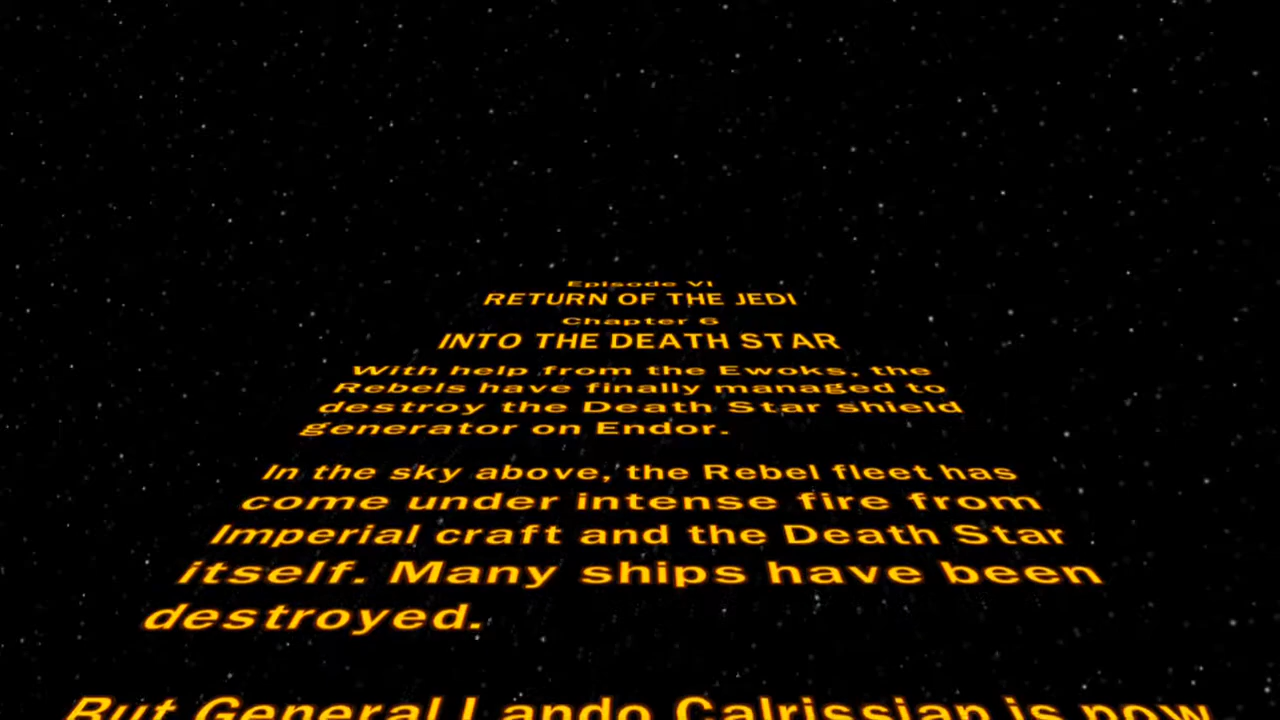 Episode VI
RETURN OF THE JEDI
Chapter 6
INTO THE DEATH STAR
With help from the Ewoks, the
Rebels have finally managed to
destroy the Death Star shield
generator on Endor.
In the sky above, the Rebel fleet has
come under intense fire from
Imperial craft and the Death Star
itself. Many ships have been
destroyed.
But General Lando Calrissian is now